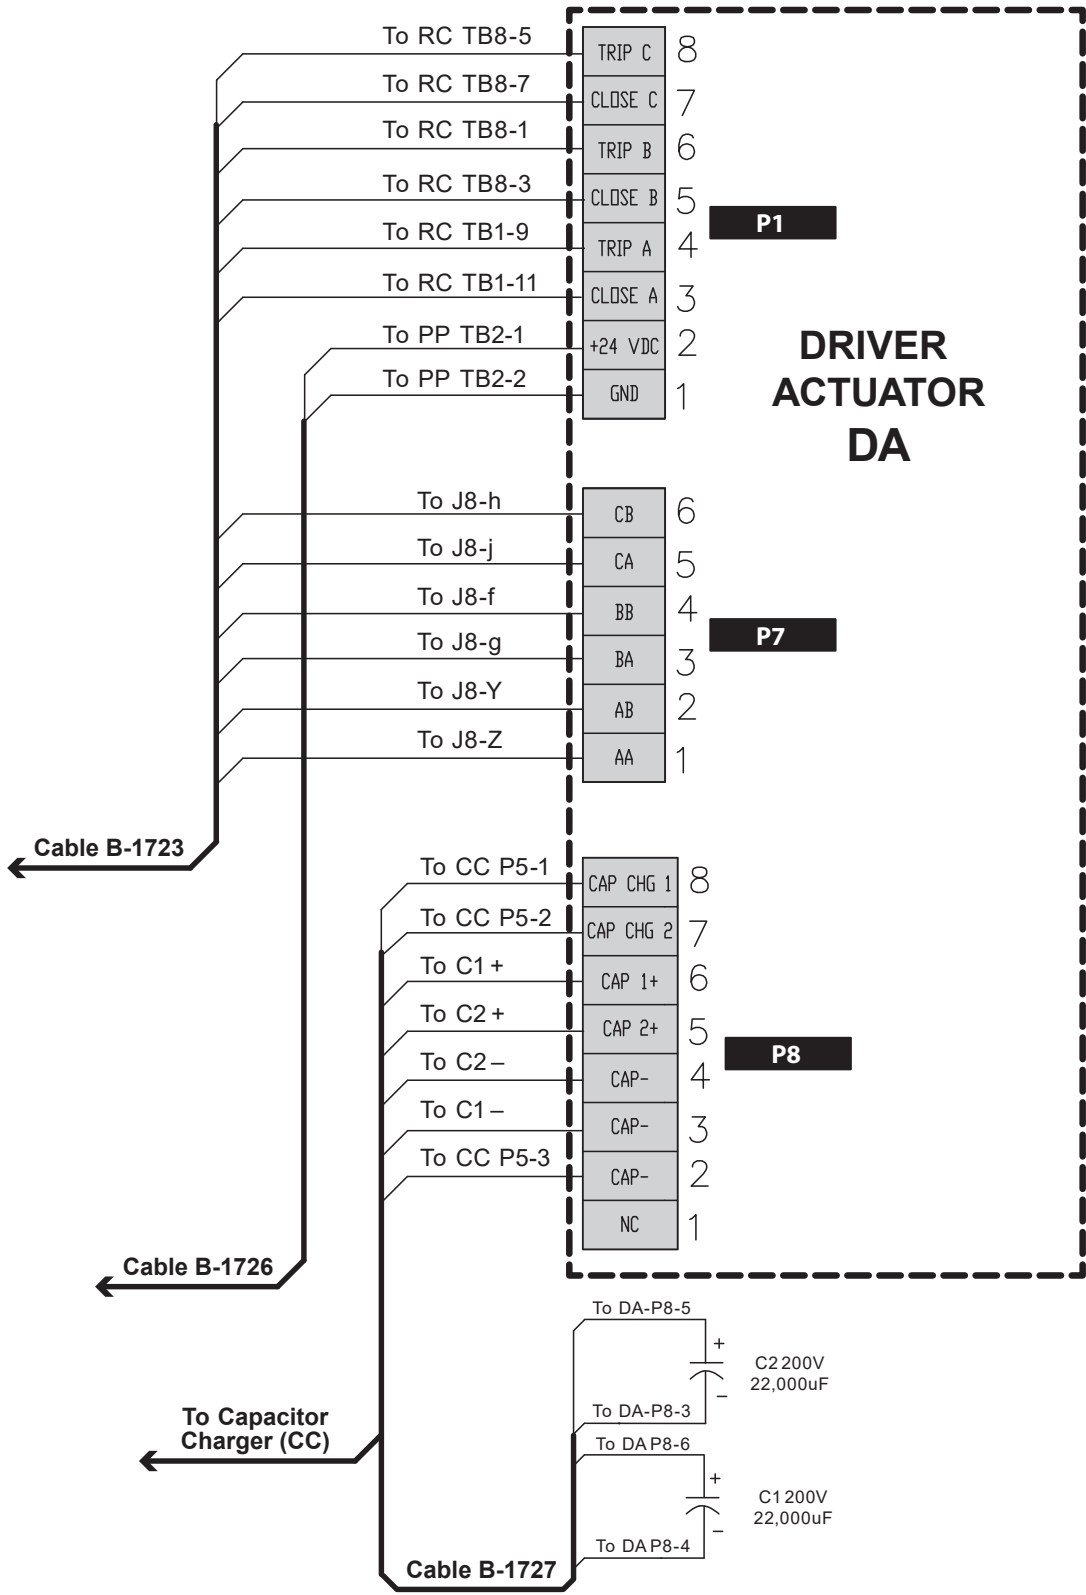 To RC TB8-5
TRIP C 8
To RC TB8-7
CLOSE C 7
To RC TB8-1
TRIP B 6
To RC TB8-3
CLOSE B 5
P1
To RC TB1-9
TRIP A 4
To RC TB1-11
CLOSE A 3
To PP TB2-1
+24 VDC 2
To PP TB2-2
GND 1
DRIVER
ACTUATOR
DA
To J8-h
CB 6
To J8-j
CA 5
To J8-f
BB 4
P7
To J8-g
BA 3
To J8-Y
AB 2
To J8-Z
AA 1
Cable B-1723
To CC P5-1
CAP CHG 1 8
To CC P5-2
CAP CHG 2 7
To C1+
CAP 1+ 6
To C2+
CAP 2+ 5
P8
To C2–
CAP- 4
To C1–
CAP- 3
To CC P5-3
CAP- 2
NC 1
Cable B-1726
To DA-P8-5
+
C2 200V
22,000uF
–
To DA-P8-3
To Capacitor
Charger (CC)
To DA P8-6
+
C1 200V
22,000uF
–
To DA P8-4
Cable B-1727